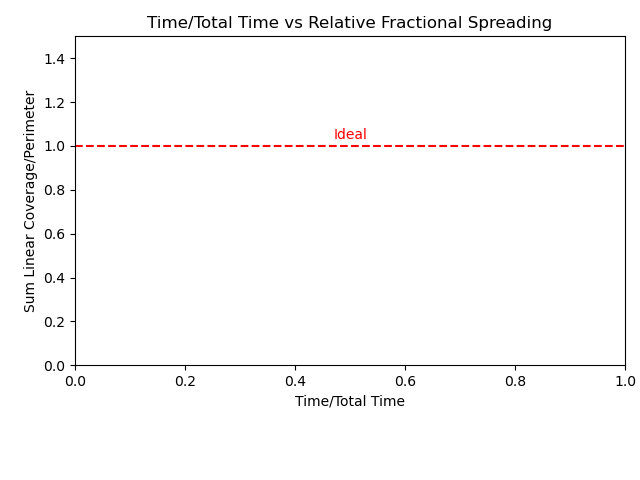 Time/Total Time vs Relative Fractional Spreading
Sum Linear Coverage/Perimeter
1.4
1.2
1.0
0.8
0.6
0.4
0.2
0.0
Ideal
0.0 0.2 0.4 0.6 0.8 1.0
Time/Total Time